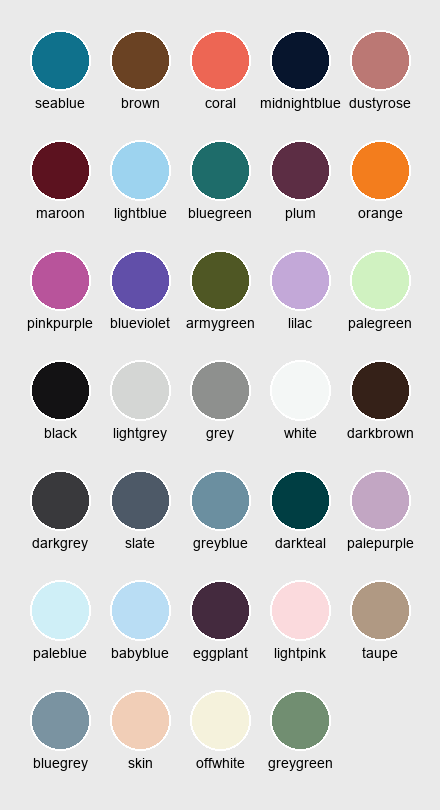 seablue brown coral midnightblue dustyrose
maroon lightblue bluegreen plum orange
pinkpurple blueviolet armygreen lilac palegreen
black lightgrey grey white darkbrown
darkgrey slate greyblue darkteal palepurple
paleblue babyblue eggplant lightpink taupe
bluegrey skin offwhite greygreen